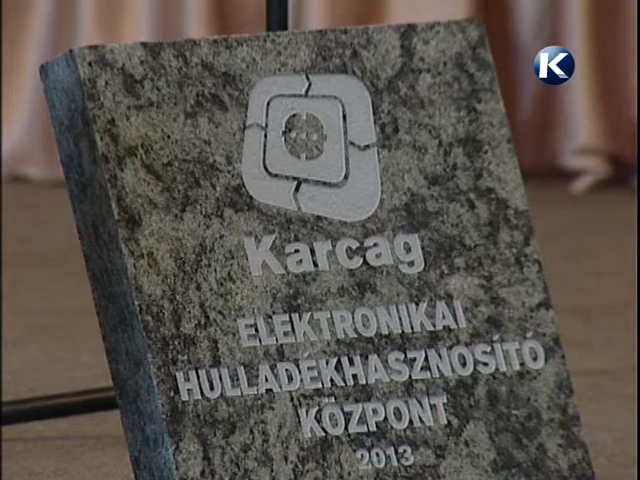 K
Karcag
ELEKTRONIKAI
HULLADÉKHASZNOSÍTÓ
KÖZPONT
2013